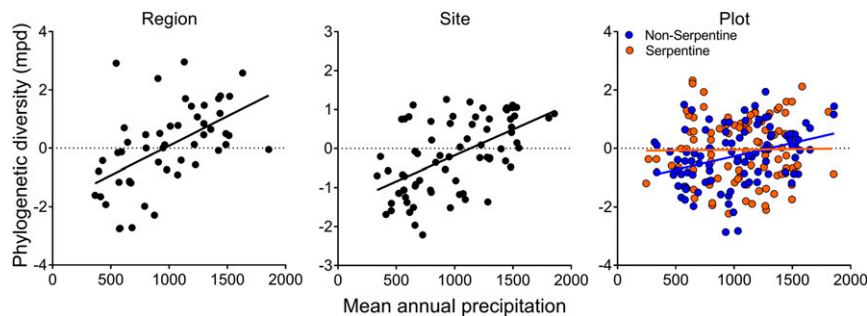 Region
Site
Plot
Phylogenetic diversity (mpd)
4
2
0
-2
-4
0 500 1000 1500 2000
3
2
1
0
-1
-2
-3
0 500 1000 1500 2000
Non-Serpentine
Serpentine
4
2
0
-2
-4
0 500 1000 1500 2000
Mean annual precipitation